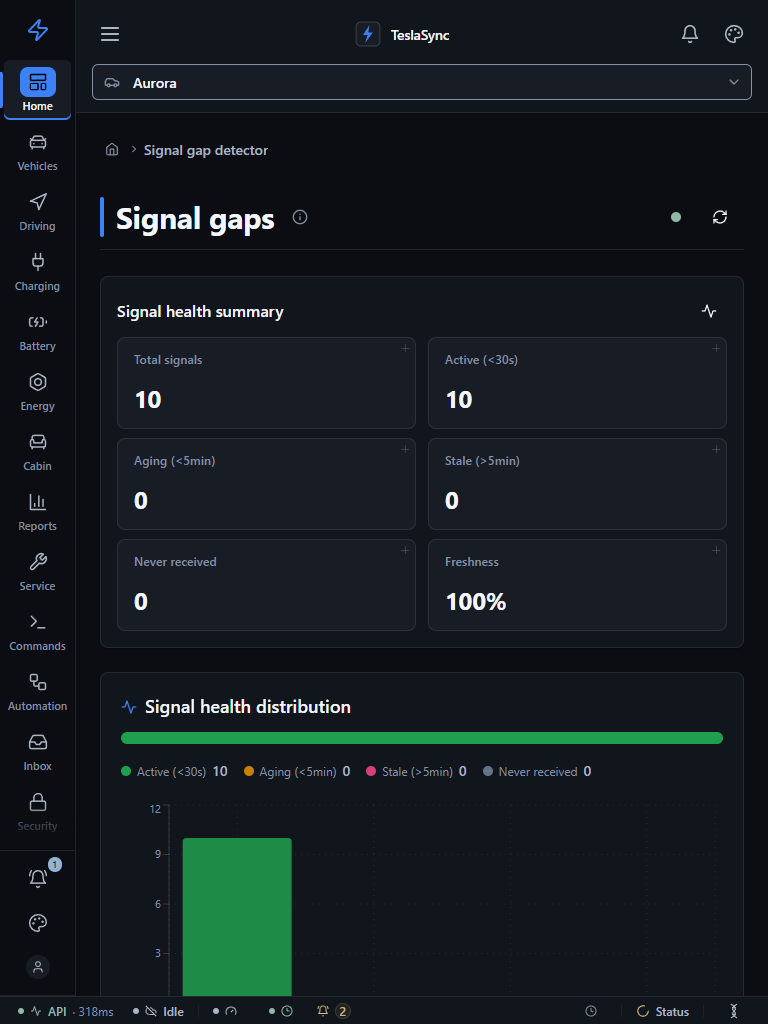 TeslaSync
Aurora
Home
Vehicles
Driving
Charging
Battery
Energy
Cabin
Reports
Service
Commands
Automation
Inbox
Security
1
Signal gap detector
Signal gaps
Signal health summary
Total signals
10
Active (<30s)
10
Aging (<5min)
0
Stale (>5min)
0
Never received
0
Freshness
100%
Signal health distribution
Active (<30s) 10 Aging (<5min) 0 Stale (>5min) 0 Never received 0
12
9
6
3
API · 318ms Idle 2 Status